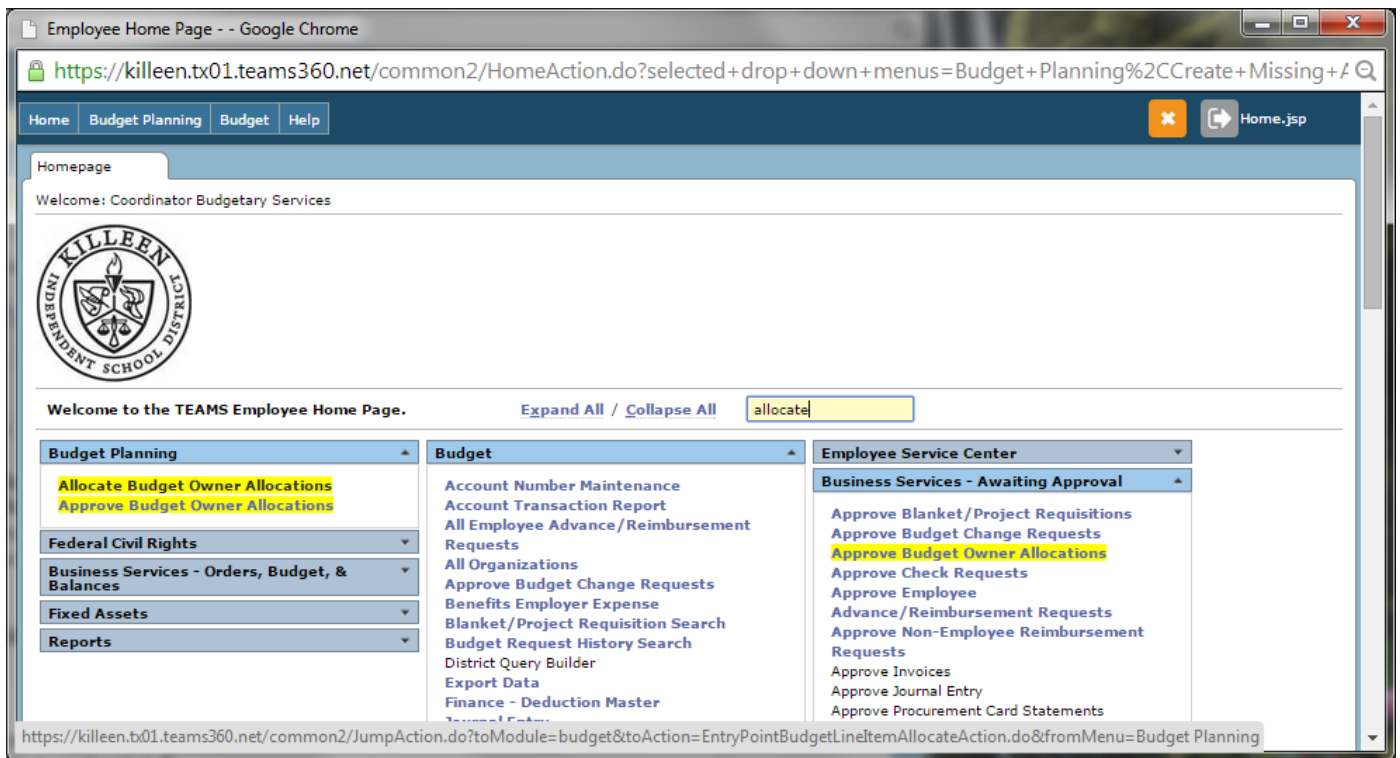 Employee Home Page - - Google Chrome
https://killeen.tx01.teams360.net/common2/HomeAction.do?selected+drop+down+menus=Budget+Planning%2CCreate+Missing+A
Home Budget Planning Budget Help Home.jsp
Homepage
Welcome: Coordinator Budgetary Services
KILLEEN
INDEPENDENT SCHOOL DISTRICT
Welcome to the TEAMS Employee Home Page. Expand All / Collapse All allocate
Budget Planning
Allocate Budget Owner Allocations
Approve Budget Owner Allocations
Federal Civil Rights
Business Services - Orders, Budget, &
Balances
Fixed Assets
Reports
Budget
Account Number Maintenance
Account Transaction Report
All Employee Advance/Reimbursement
Requests
All Organizations
Approve Budget Change Requests
Benefits Employer Expense
Blanket/Project Requisition Search
Budget Request History Search
District Query Builder
Export Data
Finance - Deduction Master
Journal Entry
Employee Service Center
Business Services - Awaiting Approval
Approve Blanket/Project Requisitions
Approve Budget Change Requests
Approve Budget Owner Allocations
Approve Check Requests
Approve Employee
Advance/Reimbursement Requests
Approve Non-Employee Reimbursement
Requests
Approve Invoices
Approve Journal Entry
Approve Procurement Card Statements
https://killeen.tx01.teams360.net/common2/JumpAction.do?toModule=budget&toAction=EntryPointBudgetLineItemAllocateAction.do&fromMenu=Budget Planning